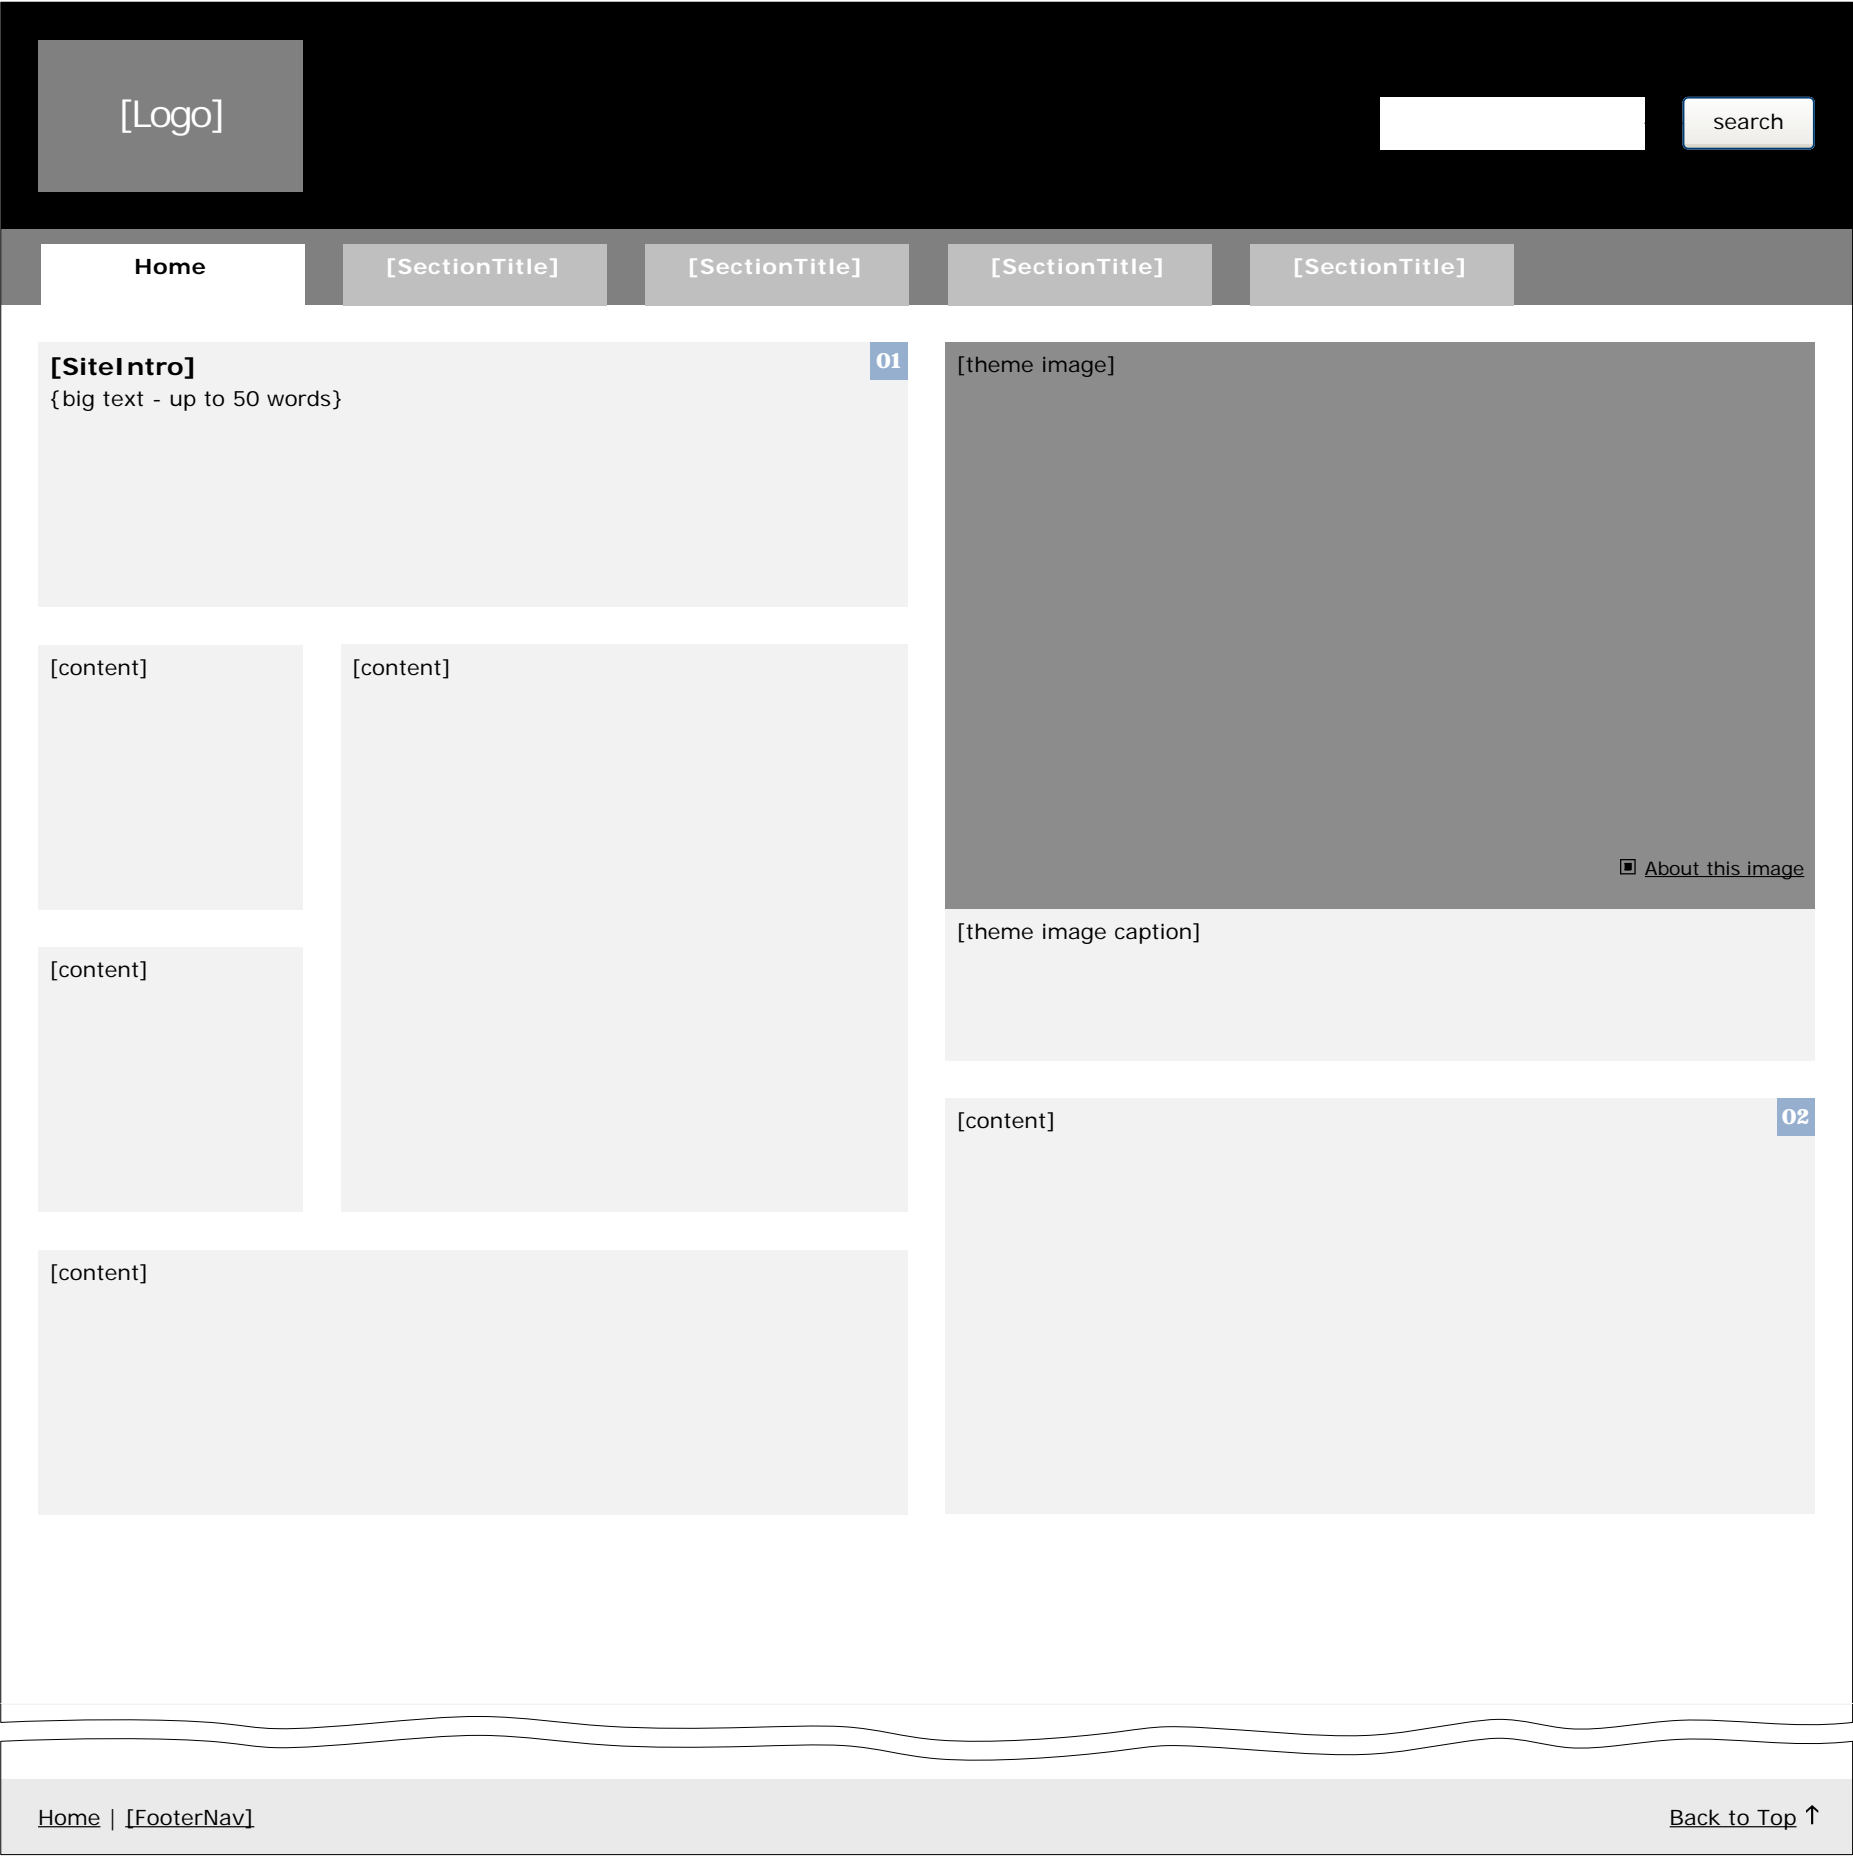 [Logo]
search
Home
[SectionTitle]
[SectionTitle]
[SectionTitle]
[SectionTitle]
[SiteIntro]
01
{big text - up to 50 words}
[theme image]
[content]
[content]
About this image
[theme image caption]
[content]
[content]
02
[content]
Home | [FooterNav]
Back to Top ↑